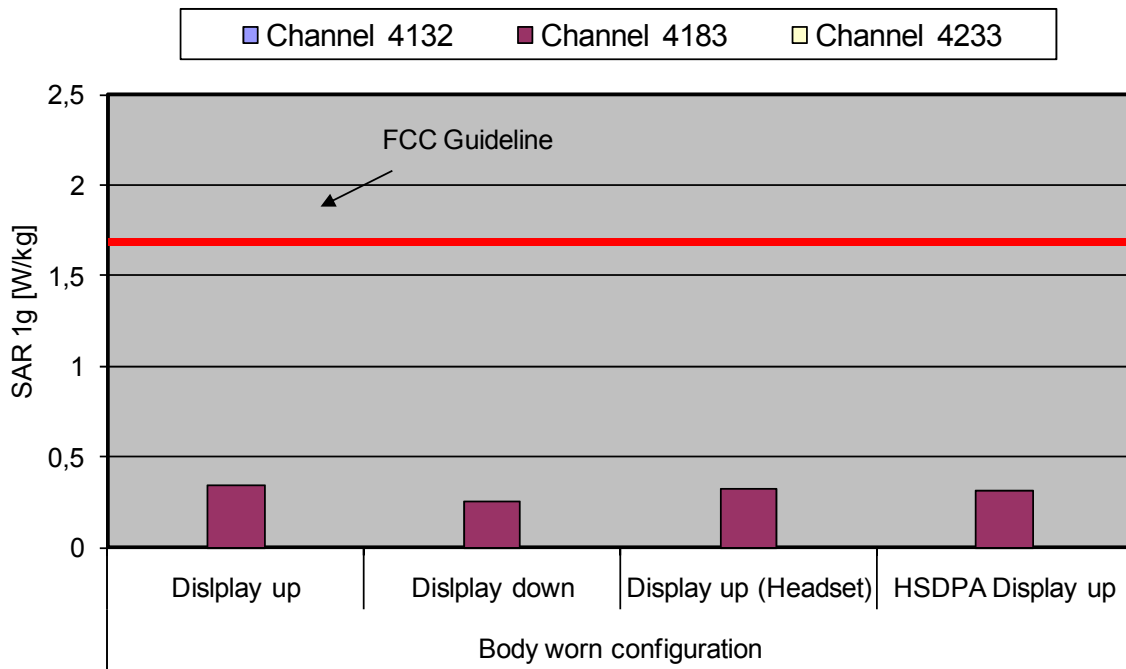 Channel 4132 Channel 4183 Channel 4233
2,5
FCC Guideline
2
1,5
1
0,5
0
SAR 1g [W/kg]
Dislplay up Dislplay down Display up (Headset) HSDPA Display up
Body worn configuration